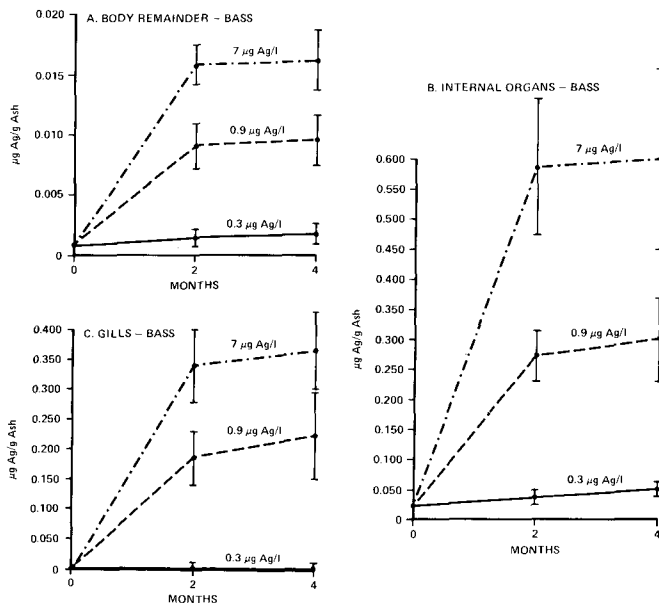 A. BODY REMAINDER – BASS
0.020
0.015
0.010
0.005
0
µg Ag/g Ash
7 µg Ag/l
0.9 µg Ag/l
0.3 µg Ag/l
0
2
4
MONTHS
B. INTERNAL ORGANS – BASS
0.600
0.550
0.500
0.450
0.400
0.350
0.300
0.250
0.200
0.150
0.100
0.050
0
µg Ag/g Ash
7 µg Ag/l
0.9 µg Ag/l
0.3 µg Ag/l
0
2
4
MONTHS
C. GILLS – BASS
0.400
0.350
0.300
0.250
0.200
0.150
0.100
0.050
0
µg Ag/g Ash
7 µg Ag/l
0.9 µg Ag/l
0.3 µg Ag/l
0
2
4
MONTHS